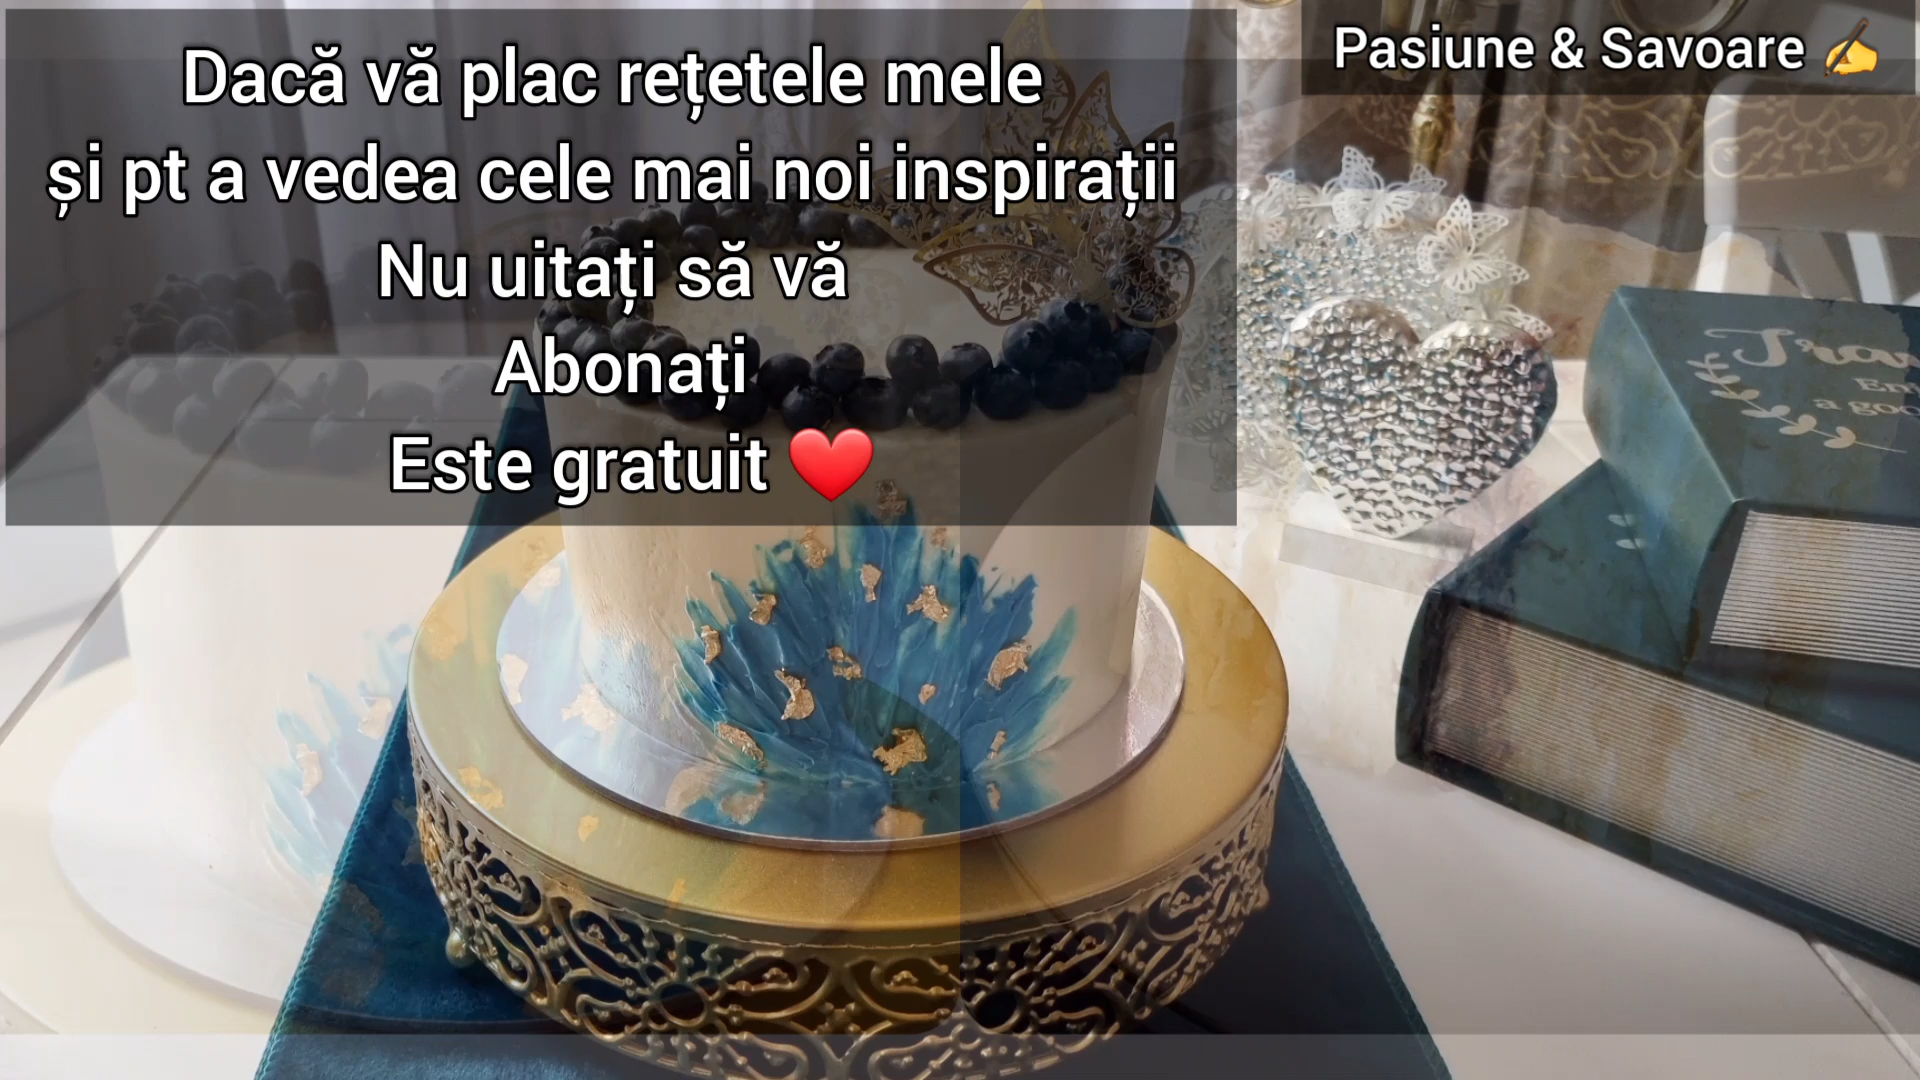 Dacă vă plac rețetele mele
și pt a vedea cele mai noi inspirații
Nu uitați să vă
Abonați
Este gratuit ❤️
Pasiune & Savoare ✍️
a